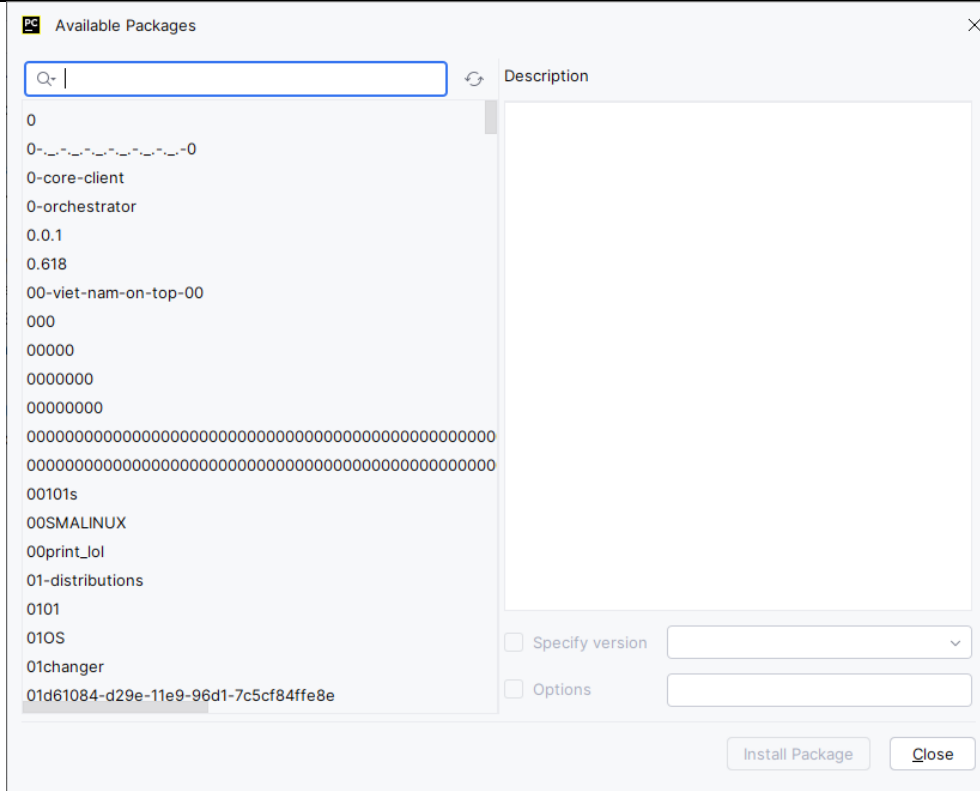 PC
Available Packages
Description
0
0-._.-._.-._.-._.-._.-._.-._.-0
0-core-client
0-orchestrator
0.0.1
0.618
00-viet-nam-on-top-00
000
00000
0000000
00000000
00101s
00SMALINUX
00print_lol
01-distributions
0101
01OS
01changer
01d61084-d29e-11e9-96d1-7c5cf84ffe8e
Specify version
Options
Install Package
Close